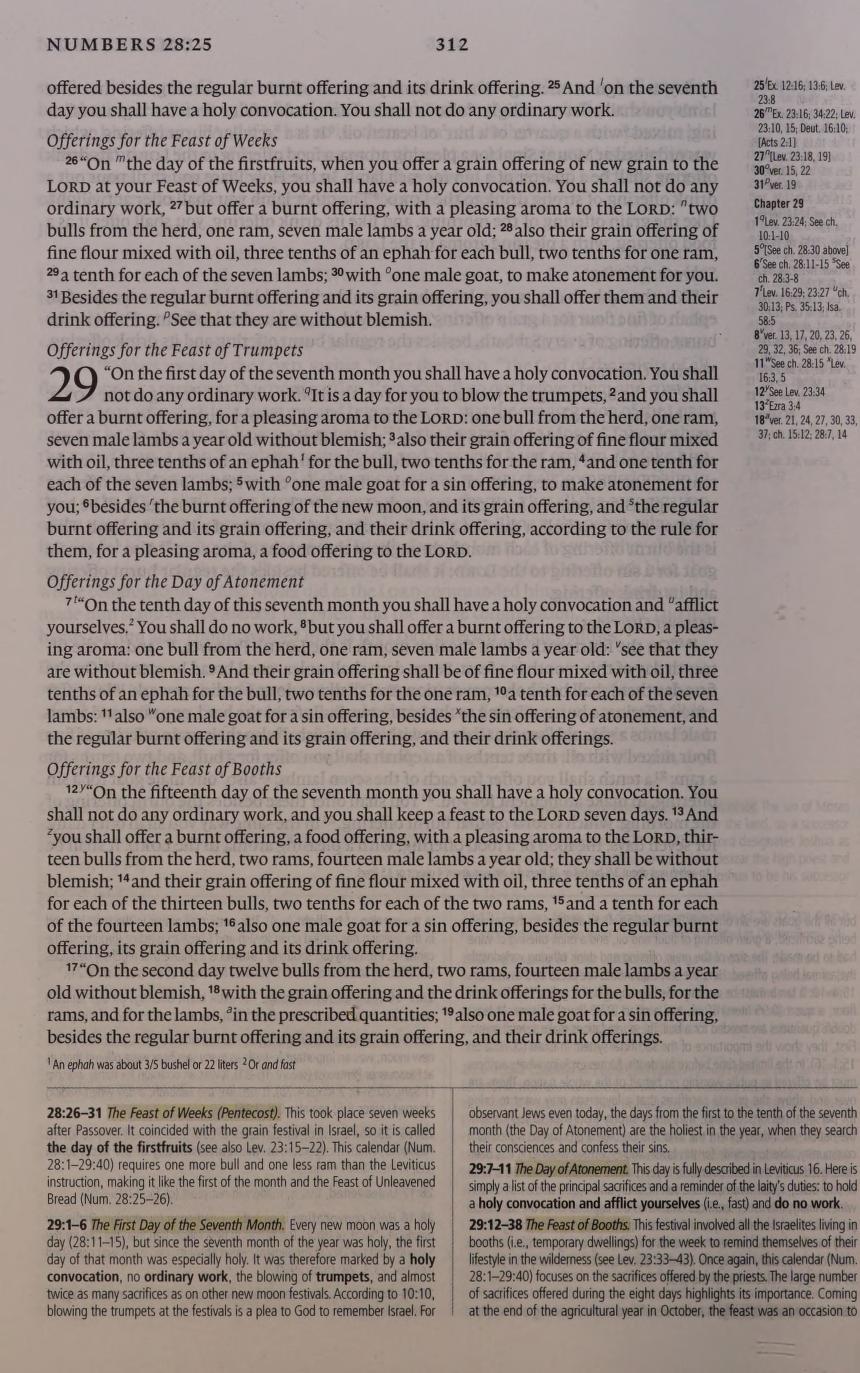 NUMBERS 28:25
312
offered besides the regular burnt offering and its drink offering. 25 And lon the seventh
day you shall have a holy convocation. You shall not do any ordinary work.
Offerings for the Feast of Weeks
26 “On mthe day of the firstfruits, when you offer a grain offering of new grain to the
LORD at your Feast of Weeks, you shall have a holy convocation. You shall not do any
ordinary work, 27 but offer a burnt offering, with a pleasing aroma to the LORD: ntwo
bulls from the herd, one ram, seven male lambs a year old; 28 also their grain offering of
fine flour mixed with oil, three tenths of an ephah for each bull, two tenths for one ram,
29 a tenth for each of the seven lambs; 30 with oone male goat, to make atonement for you.
31 Besides the regular burnt offering and its grain offering, you shall offer them and their
drink offering. pSee that they are without blemish.
Offerings for the Feast of Trumpets
29 “On the first day of the seventh month you shall have a holy convocation. You shall
not do any ordinary work. qIt is a day for you to blow the trumpets, 2 and you shall
offer a burnt offering, for a pleasing aroma to the LORD: one bull from the herd, one ram,
seven male lambs a year old without blemish; 3 also their grain offering of fine flour mixed
with oil, three tenths of an ephah1 for the bull, two tenths for the ram, 4 and one tenth for
each of the seven lambs; 5 with oone male goat for a sin offering, to make atonement for
you; 6 besides rthe burnt offering of the new moon, and its grain offering, and sthe regular
burnt offering and its grain offering, and their drink offering, according to the rule for
them, for a pleasing aroma, a food offering to the LORD.
Offerings for the Day of Atonement
7 t“On the tenth day of this seventh month you shall have a holy convocation and uafflict
yourselves.2 You shall do no work, 8 but you shall offer a burnt offering to the LORD, a pleas-
ing aroma: one bull from the herd, one ram, seven male lambs a year old: vsee that they
are without blemish. 9 And their grain offering shall be of fine flour mixed with oil, three
tenths of an ephah for the bull, two tenths for the one ram, 10 a tenth for each of the seven
lambs: 11 also wone male goat for a sin offering, besides xthe sin offering of atonement, and
the regular burnt offering and its grain offering, and their drink offerings.
Offerings for the Feast of Booths
12 y“On the fifteenth day of the seventh month you shall have a holy convocation. You
shall not do any ordinary work, and you shall keep a feast to the LORD seven days. 13 And
zyou shall offer a burnt offering, a food offering, with a pleasing aroma to the LORD, thir-
teen bulls from the herd, two rams, fourteen male lambs a year old; they shall be without
blemish; 14 and their grain offering of fine flour mixed with oil, three tenths of an ephah
for each of the thirteen bulls, two tenths for each of the two rams, 15 and a tenth for each
of the fourteen lambs; 16 also one male goat for a sin offering, besides the regular burnt
offering, its grain offering and its drink offering.
17 “On the second day twelve bulls from the herd, two rams, fourteen male lambs a year
old without blemish, 18 with the grain offering and the drink offerings for the bulls, for the
rams, and for the lambs, ain the prescribed quantities; 19 also one male goat for a sin offering,
besides the regular burnt offering and its grain offering, and their drink offerings.
1 An ephah was about 3/5 bushel or 22 liters 2 Or and fast
25 lEx. 12:16; 13:6; Lev.
23:8
26 mEx. 23:16; 34:22; Lev.
23:10, 15; Deut. 16:10;
[Acts 2:1]
27 n[Lev. 23:18, 19]
30 over. 15, 22
31 pver. 19
Chapter 29
1 qLev. 23:24; See ch.
10:1-10
5 o[See ch. 28:30 above]
6 rSee ch. 28:11-15 sSee
ch. 28:3-8
7 tLev. 16:29; 23:27 uch.
30:13; Ps. 35:13; Isa.
58:5
8 vver. 13, 17, 20, 23, 26,
29, 32, 36; See ch. 28:19
11 wSee ch. 28:15 xLev.
16:3, 5
12 ySee Lev. 23:34
13 zEzra 3:4
18 aver. 21, 24, 27, 30, 33,
37; ch. 15:12; 28:7, 14
28:26–31 The Feast of Weeks (Pentecost). This took place seven weeks
after Passover. It coincided with the grain festival in Israel, so it is called
the day of the firstfruits (see also Lev. 23:15–22). This calendar (Num.
28:1–29:40) requires one more bull and one less ram than the Leviticus
instruction, making it like the first of the month and the Feast of Unleavened
Bread (Num. 28:25–26).
29:1–6 The First Day of the Seventh Month. Every new moon was a holy
day (28:11–15), but since the seventh month of the year was holy, the first
day of that month was especially holy. It was therefore marked by a holy
convocation, no ordinary work, the blowing of trumpets, and almost
twice as many sacrifices as on other new moon festivals. According to 10:10,
blowing the trumpets at the festivals is a plea to God to remember Israel. For
observant Jews even today, the days from the first to the tenth of the seventh
month (the Day of Atonement) are the holiest in the year, when they search
their consciences and confess their sins.
29:7–11 The Day of Atonement. This day is fully described in Leviticus 16. Here is
simply a list of the principal sacrifices and a reminder of the laity's duties: to hold
a holy convocation and afflict yourselves (i.e., fast) and do no work.
29:12–38 The Feast of Booths. This festival involved all the Israelites living in
booths (i.e., temporary dwellings) for the week to remind themselves of their
lifestyle in the wilderness (see Lev. 23:33–43). Once again, this calendar (Num.
28:1–29:40) focuses on the sacrifices offered by the priests. The large number
of sacrifices offered during the eight days highlights its importance. Coming
at the end of the agricultural year in October, the feast was an occasion to